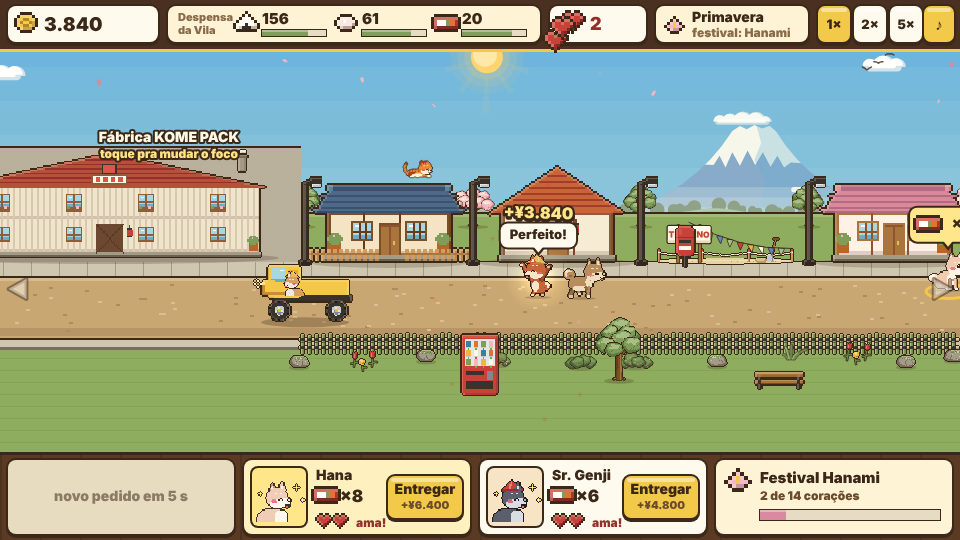 3.840
Despensa
da Vila
156
61
20
2
Primavera
festival: Hanami
1×
2×
5×
♪
Fábrica KOME PACK
toque pra mudar o foco
+¥3.840
Perfeito!
×
novo pedido em 5 s
Hana
×8
ama!
Entregar
+¥6.400
Sr. Genji
×6
ama!
Entregar
+¥4.800
Festival Hanami
2 de 14 corações